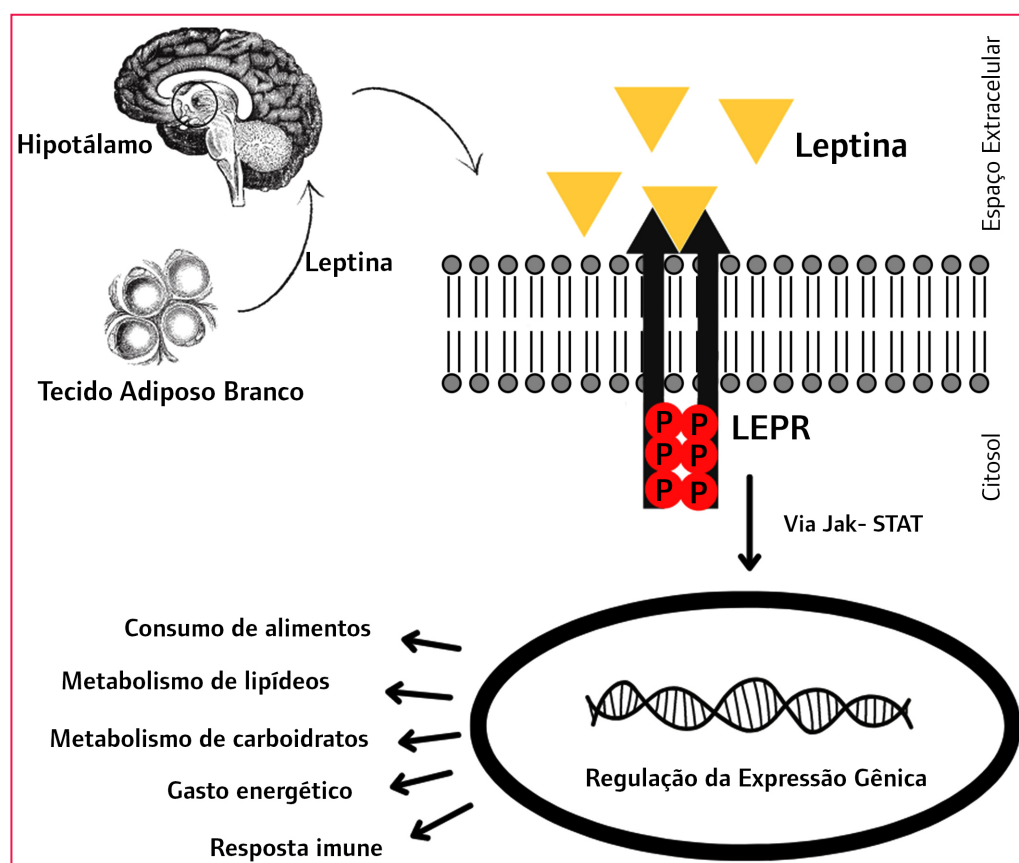 Hipotálamo
Leptina
Tecido Adiposo Branco
Leptina
Espaço Extracelular
P P
P P
P P
LEPR
Citosol
Via Jak- STAT
Consumo de alimentos
Metabolismo de lipídeos
Metabolismo de carboidratos
Gasto energético
Resposta imune
Regulação da Expressão Gênica